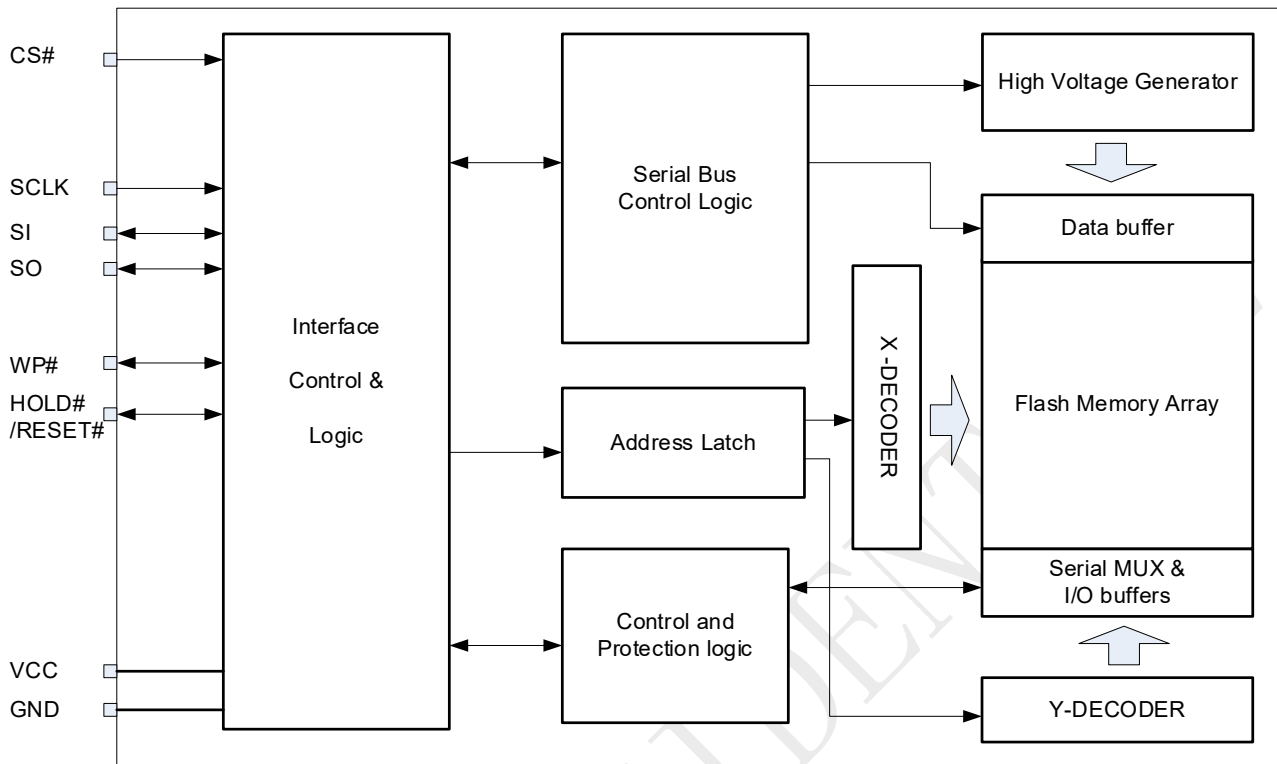 CS#
SCLK
SI
SO
WP#
HOLD#
/RESET#
VCC
GND
Interface
Control &
Logic
Serial Bus
Control Logic
Address Latch
Control and
Protection logic
X -DECODER
High Voltage Generator
Data buffer
Flash Memory Array
Serial MUX &
I/O buffers
Y-DECODER